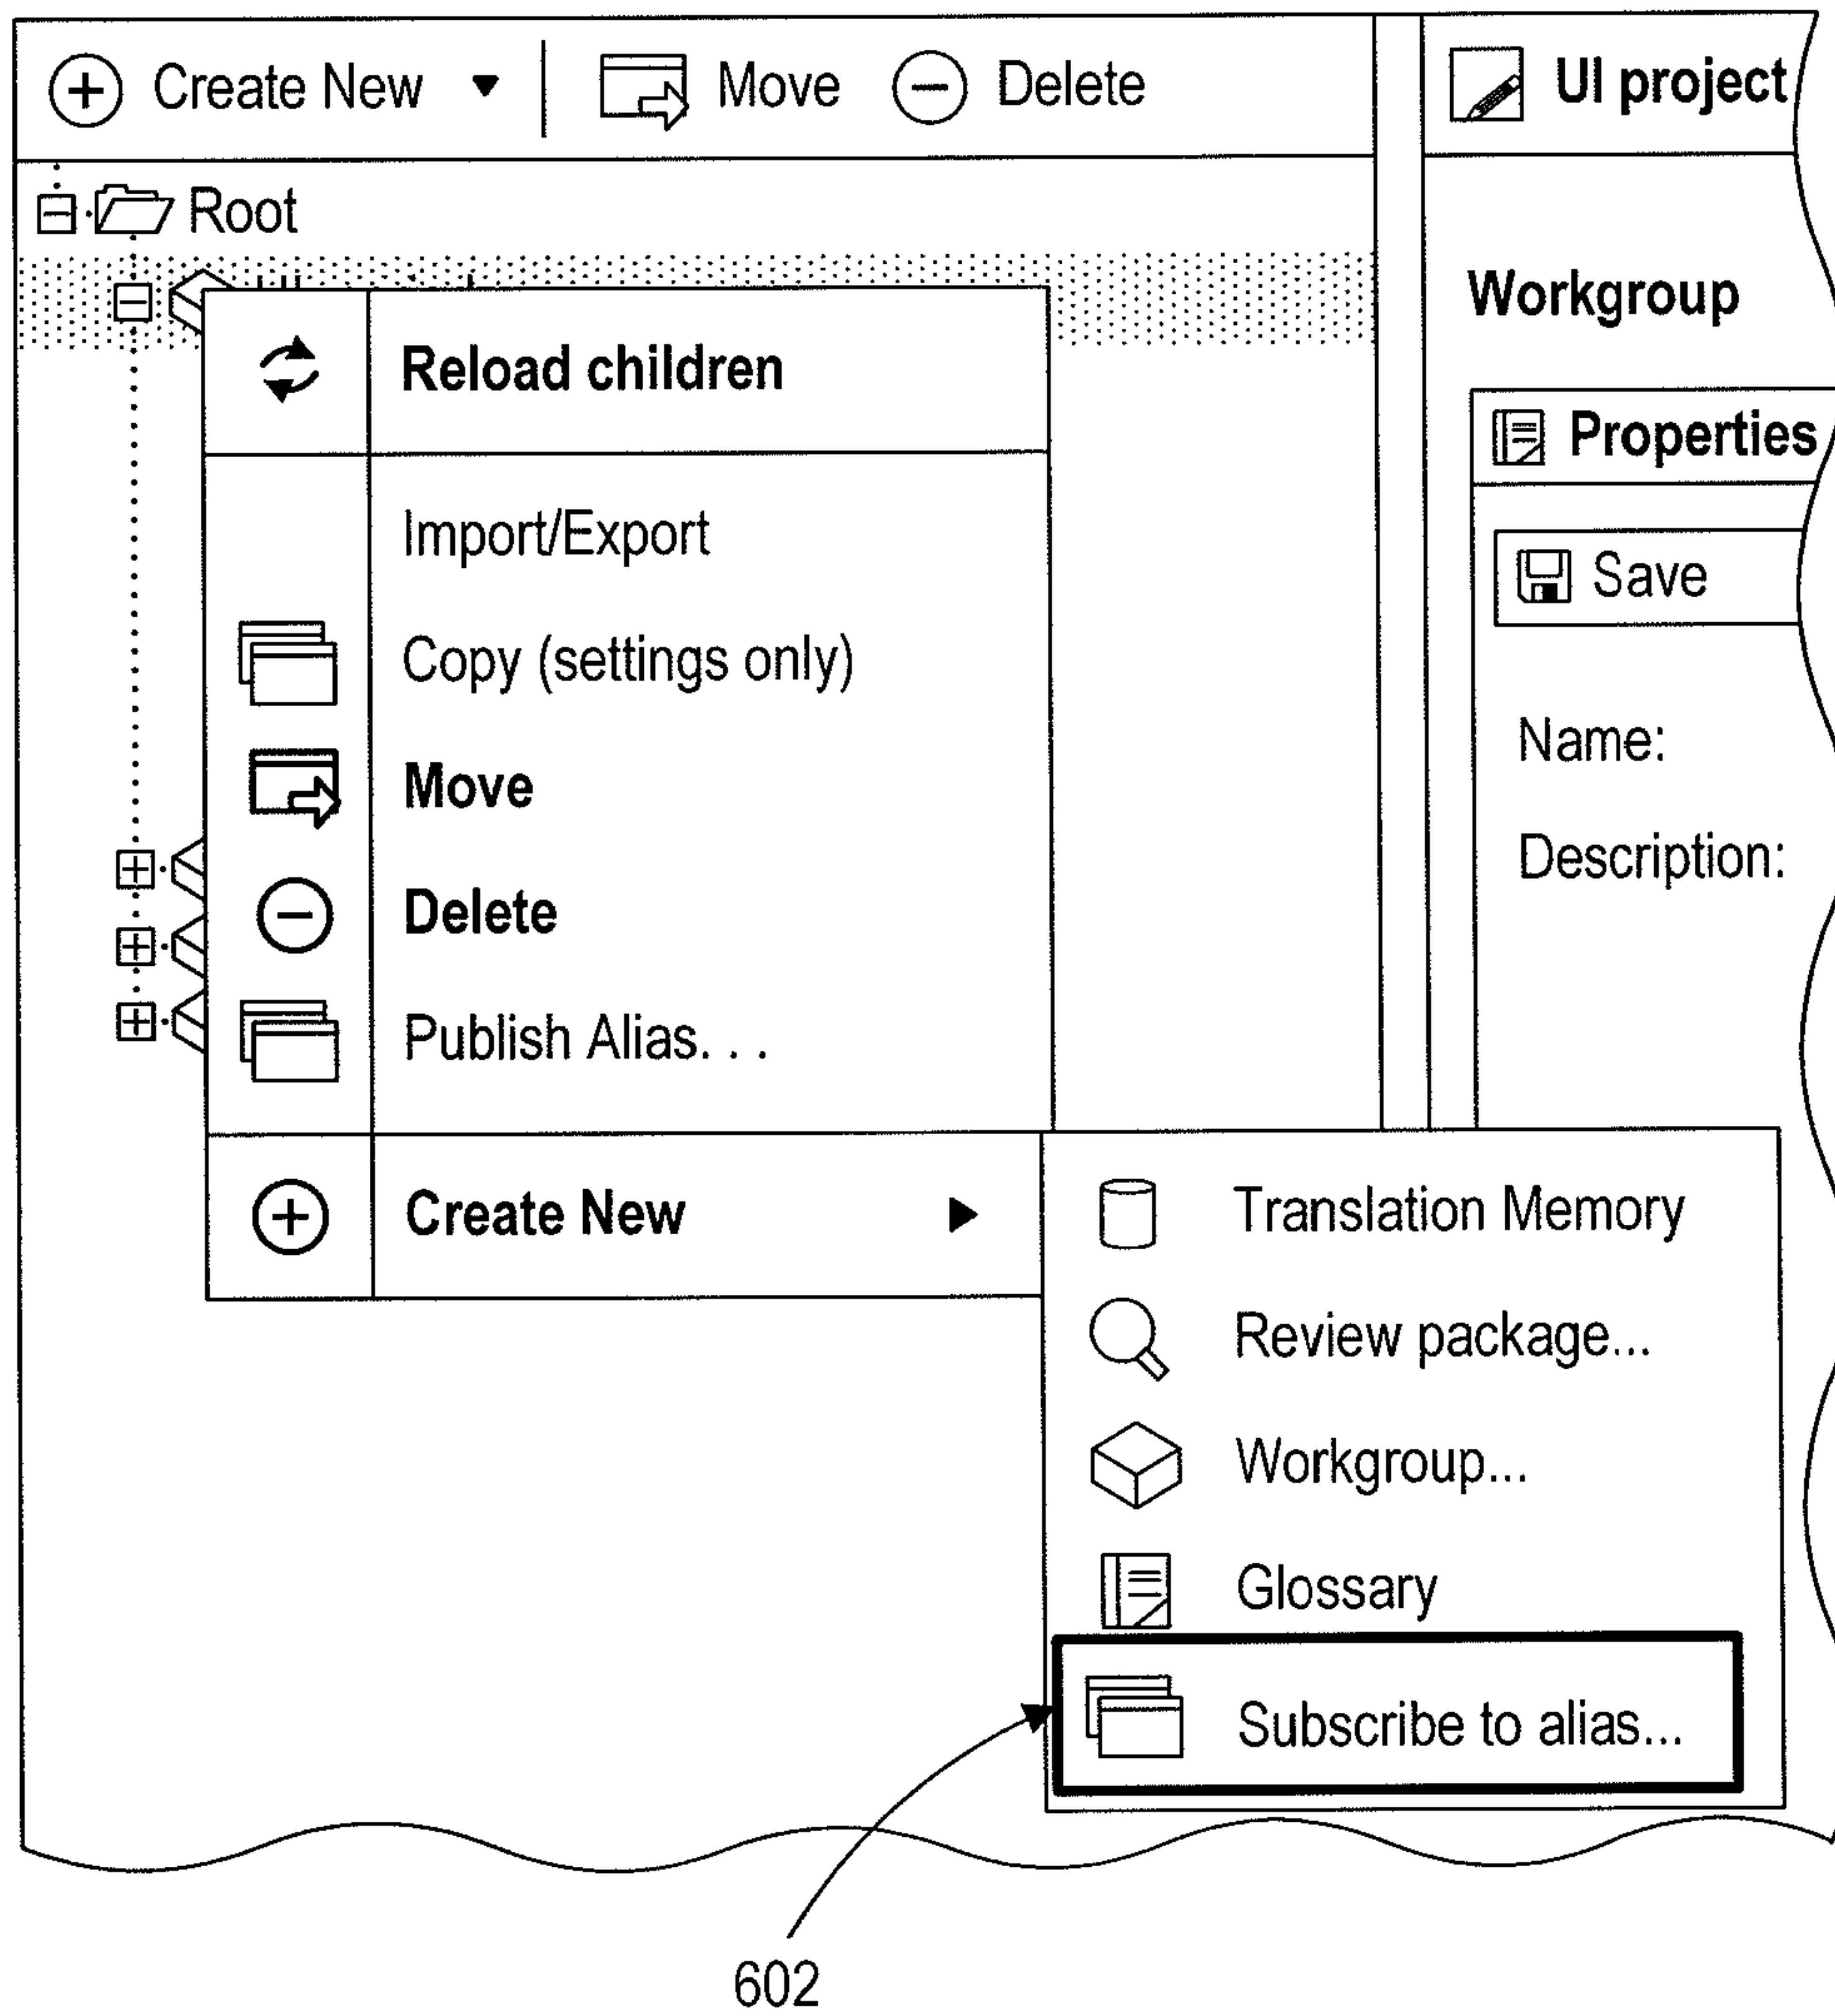 Create New Move Delete
UI project
Root
Workgroup
Reload children
Properties
Import/Export
Save
Copy (settings only)
Name:
Move
Description:
Delete
Publish Alias. . .
Create New
Translation Memory
Review package...
Workgroup...
Glossary
Subscribe to alias...
602